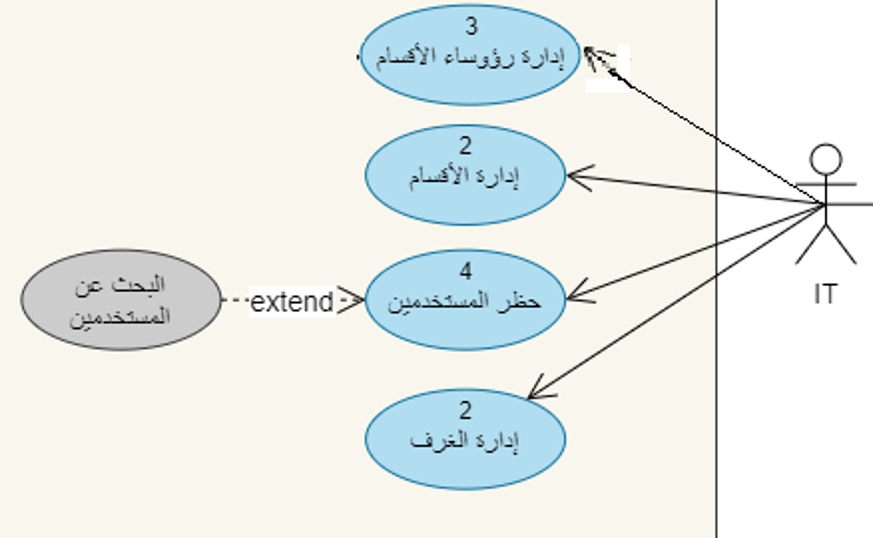 3
إدارة رؤوساء الأقسام
2
إدارة الأقسام
4
حظر المستخدمين
extend
البحث عن
المستخدمين
2
إدارة الغرف
IT